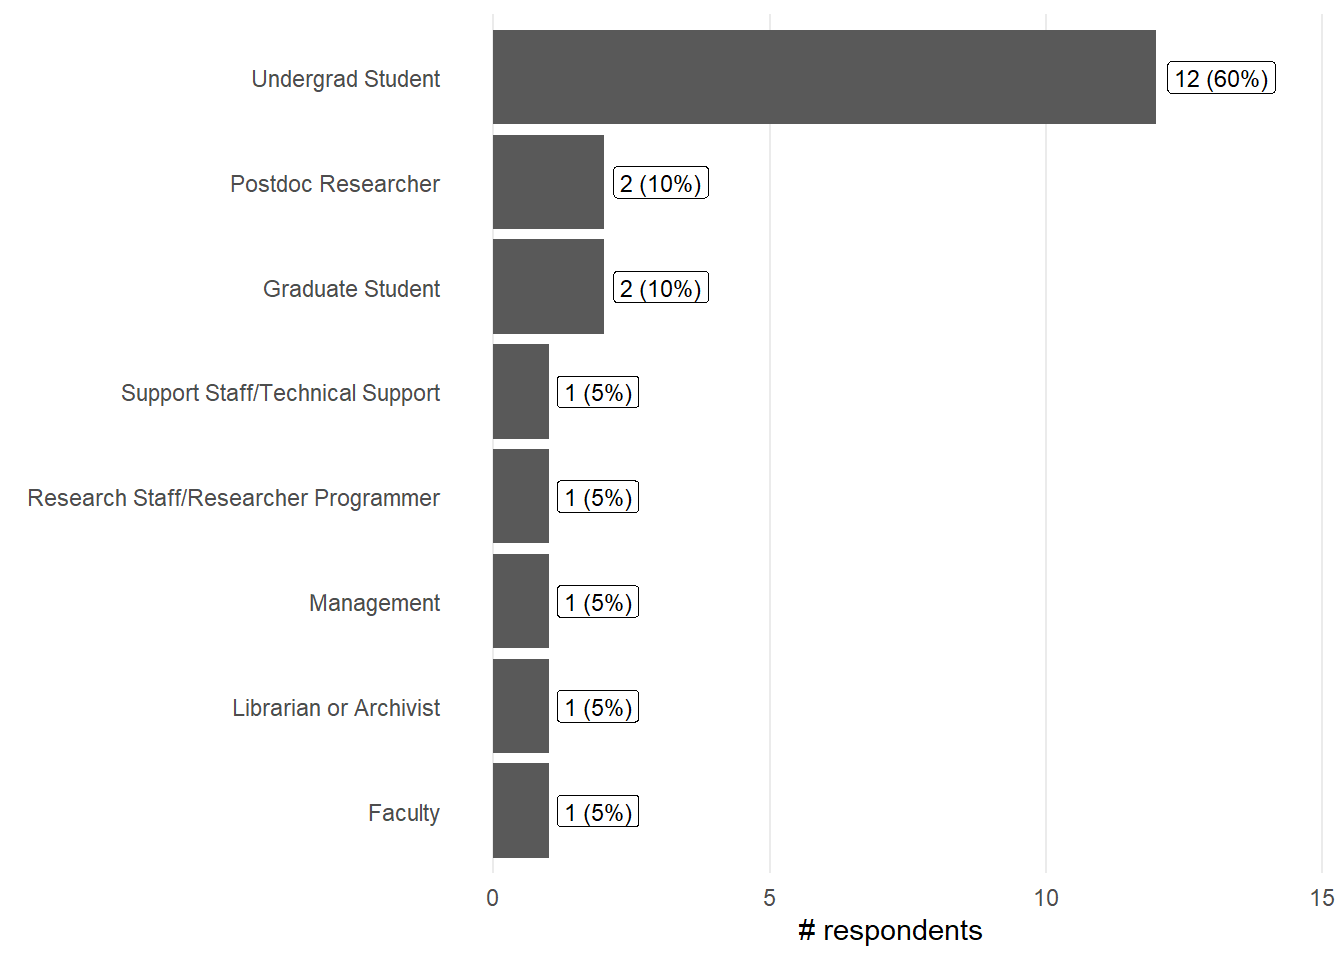 Undergrad Student
12 (60%)
Postdoc Researcher
2 (10%)
Graduate Student
2 (10%)
Support Staff/Technical Support
1 (5%)
Research Staff/Researcher Programmer
1 (5%)
Management
1 (5%)
Librarian or Archivist
1 (5%)
Faculty
1 (5%)
0 5 10 15
# respondents